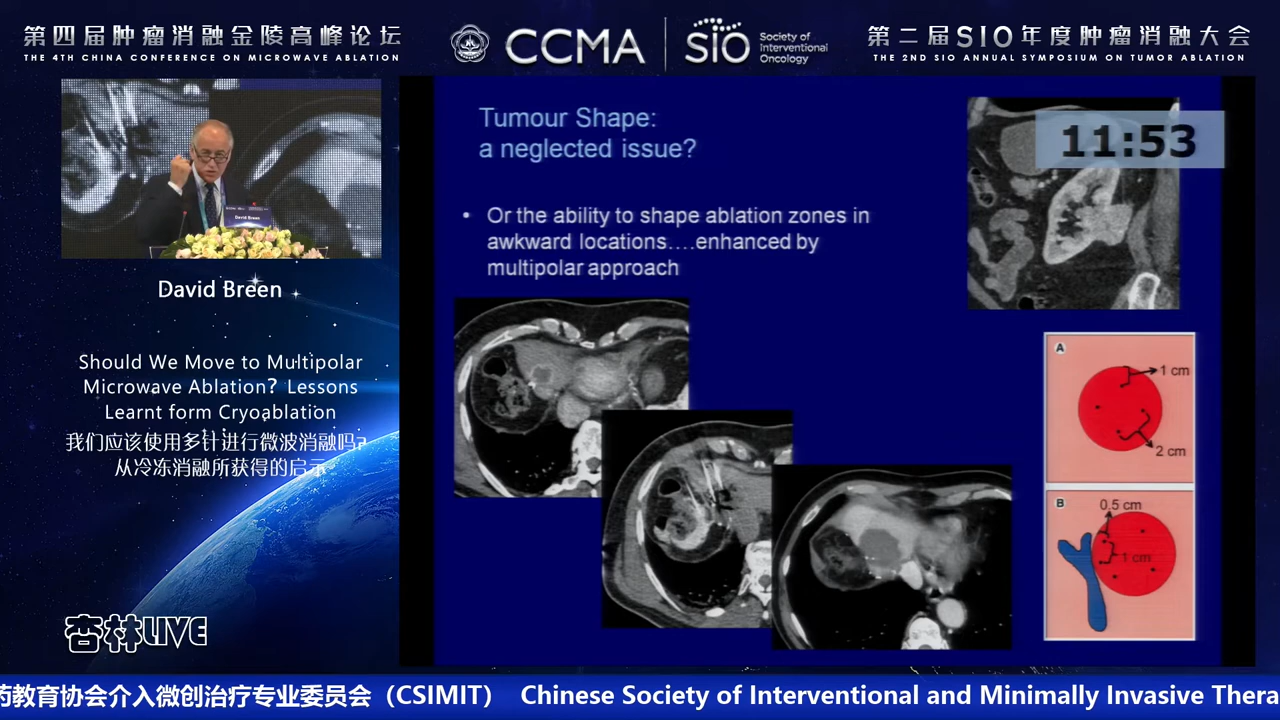 第四届肿瘤消融金陵高峰论坛
THE 4TH CHINA CONFERENCE ON MICROWAVE ABLATION
CCMA
SIO
Society of
Interventional
Oncology
第二届SIO年度肿瘤消融大会
THE 2ND SIO ANNUAL SYMPOSIUM ON TUMOR ABLATION
David Breen
David Breen
Should We Move to Multipolar
Microwave Ablation? Lessons
Learnt form Cryoablation
我们应该使用多针进行微波消融吗?
从冷冻消融所获得的启示
杏林LIVE
Tumour Shape:
a neglected issue?
• Or the ability to shape ablation zones in
awkward locations....enhanced by
multipolar approach
11:53
A
1 cm
2 cm
B
0.5 cm
1 cm
药教育协会介入微创治疗专业委员会（CSIMIT） Chinese Society of Interventional and Minimally Invasive Thera